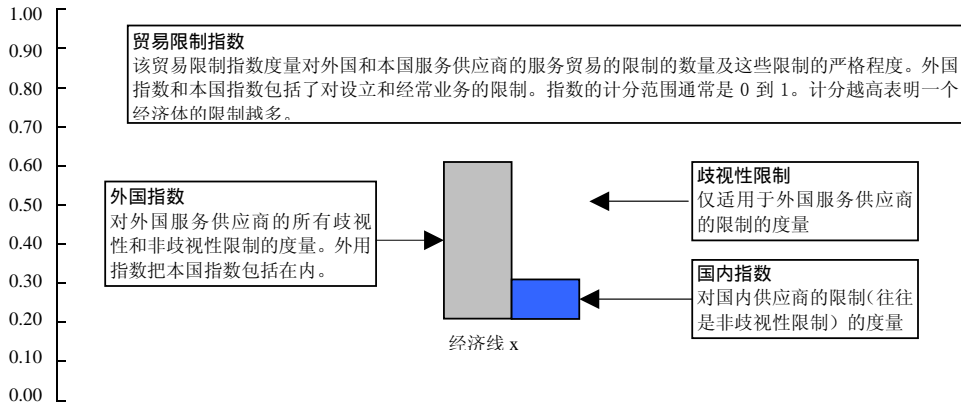 1.00
0.90
0.80
0.70
0.60
0.50
0.40
0.30
0.20
0.10
0.00
贸易限制指数
该贸易限制指数度量对外国和本国服务供应商的服务贸易的限制的数量及这些限制的严格程度。外国
指数和本国指数包括了对设立和经常业务的限制。指数的计分范围通常是 0 到 1。计分越高表明一个
经济体的限制越多。
外国指数
对外国服务供应商的所有歧视
性和非歧视性限制的度量。外用
指数把本国指数包括在内。
歧视性限制
仅适用于外国服务供应商
的限制的度量
国内指数
对国内供应商的限制(往往
是非歧视性限制）的度量
经济线 x